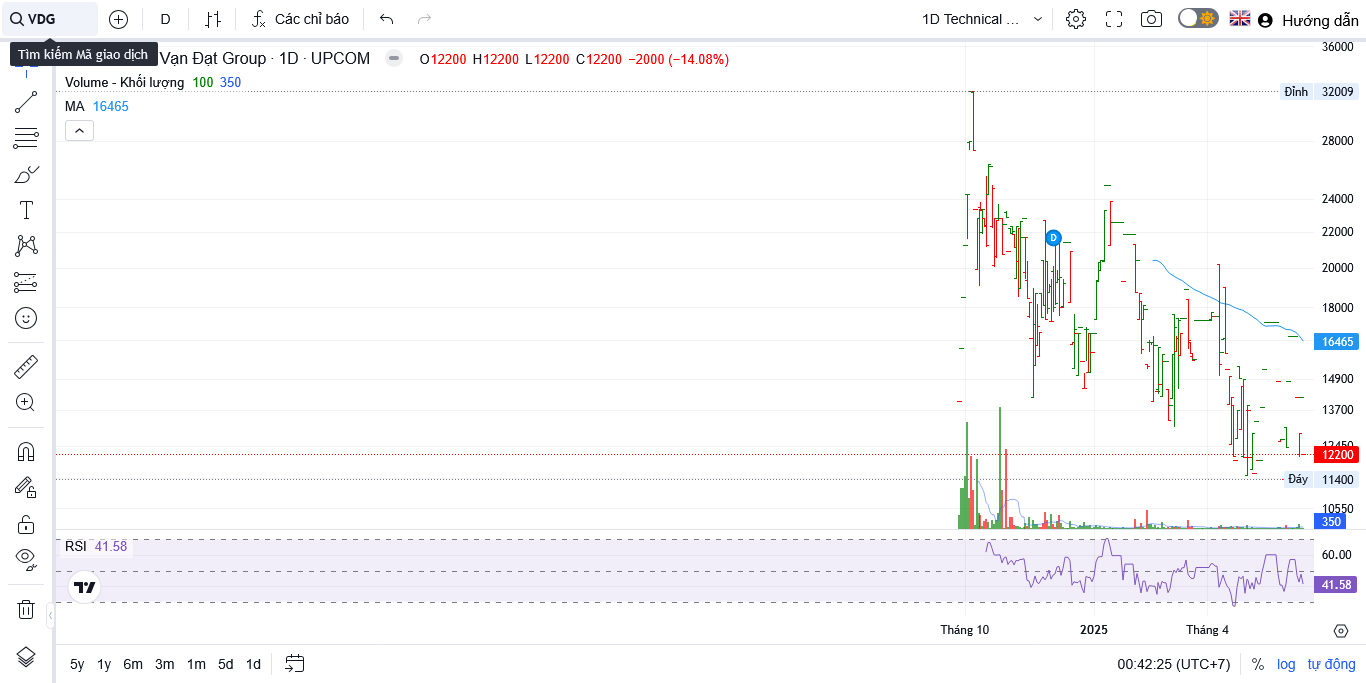 VDG
D
Các chỉ báo
1D Technical ...
Hướng dẫn
Tìm kiếm Mã giao dịch
Vạn Đạt Group · 1D · UPCOM
O12200 H12200 L12200 C12200 −2000 (−14.08%)
Volume - Khối lượng 100 350
MA 16465
36000
Đỉnh 32009
28000
24000
22000
D
20000
18000
16465
14900
13700
12450
12200
Đáy 11400
10550
350
RSI 41.58
60.00
41.58
Tháng 10
2025
Tháng 4
5y 1y 6m 3m 1m 5d 1d
00:42:25 (UTC+7)
%
log
tự động